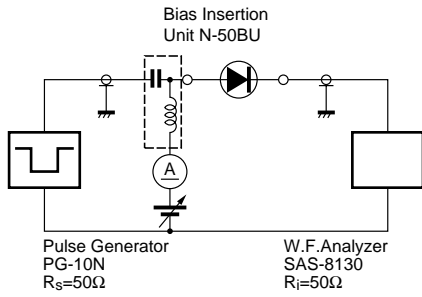 Bias Insertion
Unit N-50BU
A
Pulse Generator
PG-10N
Rs=50Ω
W.F.Analyzer
SAS-8130
Ri=50Ω